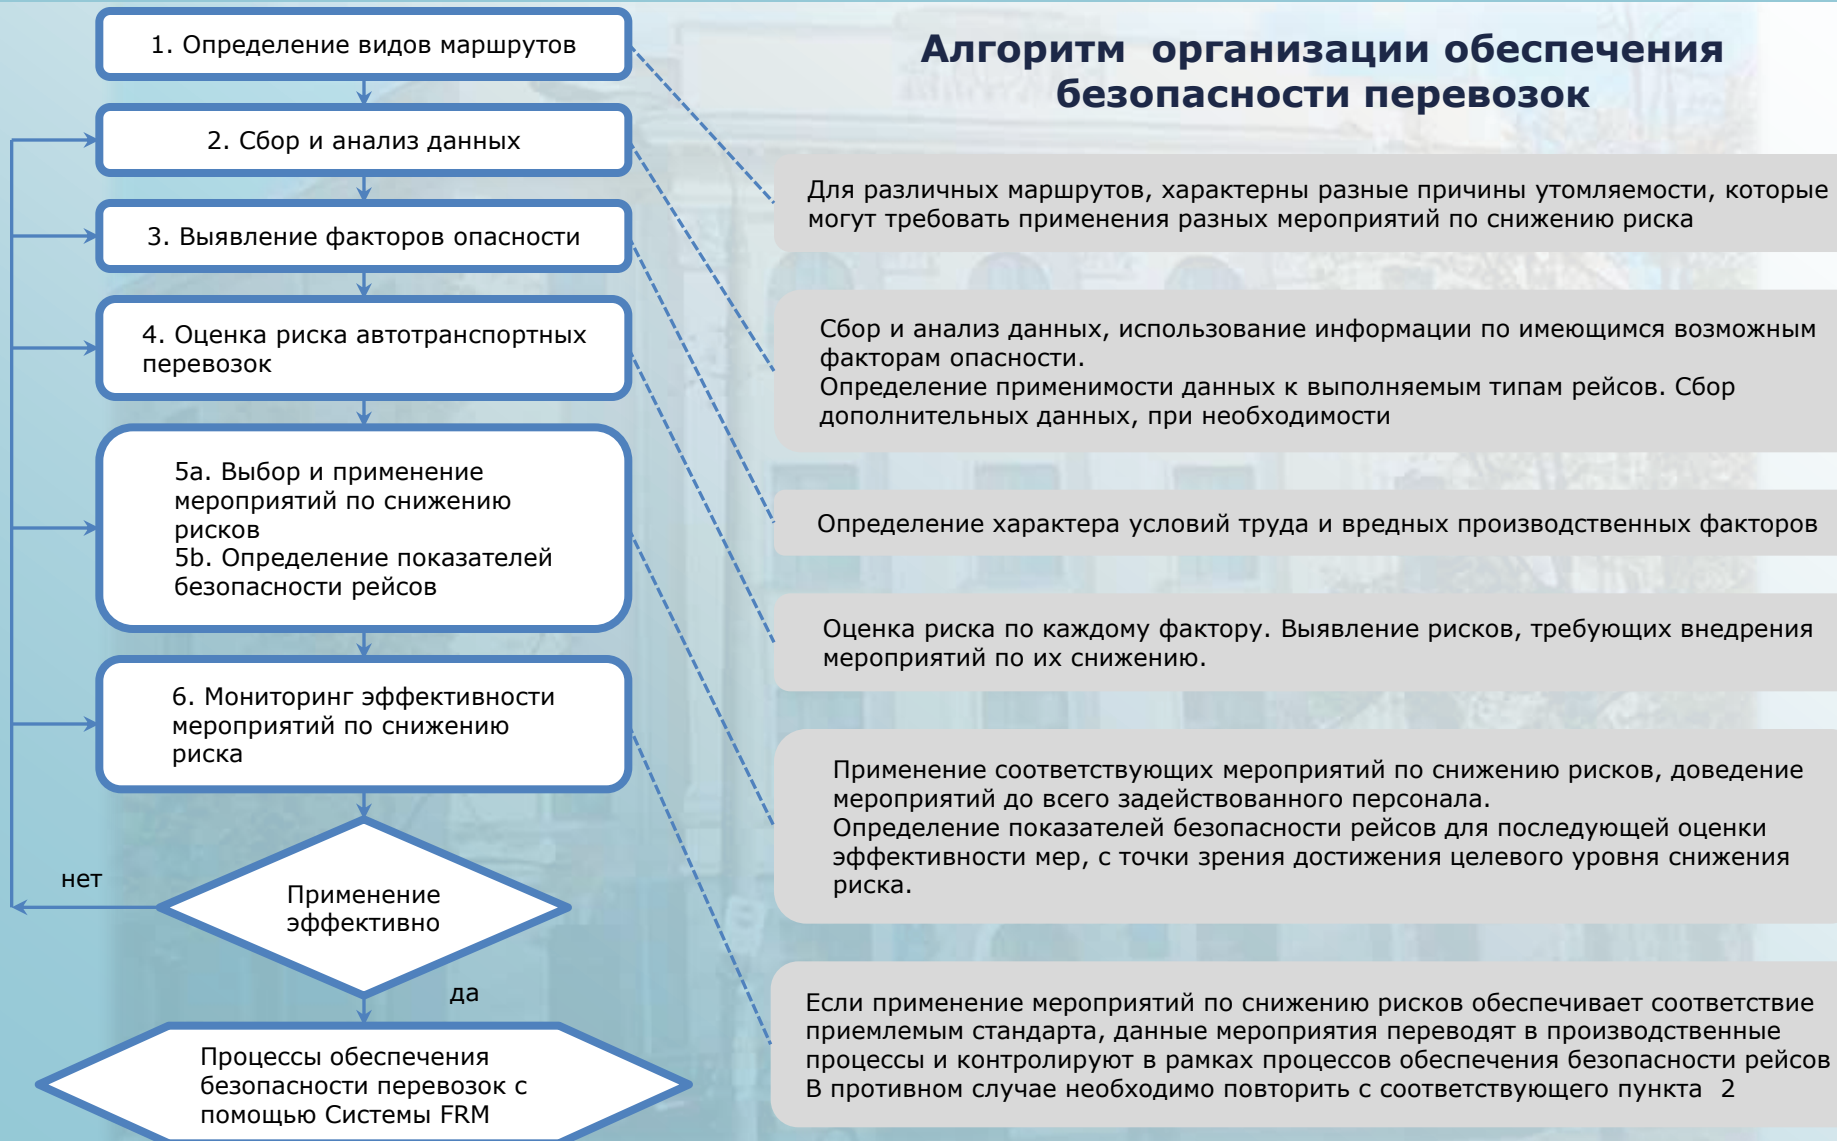 Алгоритм организации обеспечения
безопасности перевозок
1. Определение видов маршрутов
2. Сбор и анализ данных
3. Выявление факторов опасности
4. Оценка риска автотранспортных
перевозок
5a. Выбор и применение
мероприятий по снижению
рисков
5b. Определение показателей
безопасности рейсов
6. Мониторинг эффективности
мероприятий по снижению
риска
нет
Применение
эффективно
да
Процессы обеспечения
безопасности перевозок с
помощью Системы FRM
Для различных маршрутов, характерны разные причины утомляемости, которые
могут требовать применения разных мероприятий по снижению риска
Сбор и анализ данных, использование информации по имеющимся возможным
факторам опасности.
Определение применимости данных к выполняемым типам рейсов. Сбор
дополнительных данных, при необходимости
Определение характера условий труда и вредных производственных факторов
Оценка риска по каждому фактору. Выявление рисков, требующих внедрения
мероприятий по их снижению.
Применение соответствующих мероприятий по снижению рисков, доведение
мероприятий до всего задействованного персонала.
Определение показателей безопасности рейсов для последующей оценки
эффективности мер, с точки зрения достижения целевого уровня снижения
риска.
Если применение мероприятий по снижению рисков обеспечивает соответствие
приемлемым стандарта, данные мероприятия переводят в производственные
процессы и контролируют в рамках процессов обеспечения безопасности рейсов
В противном случае необходимо повторить с соответствующего пункта 2